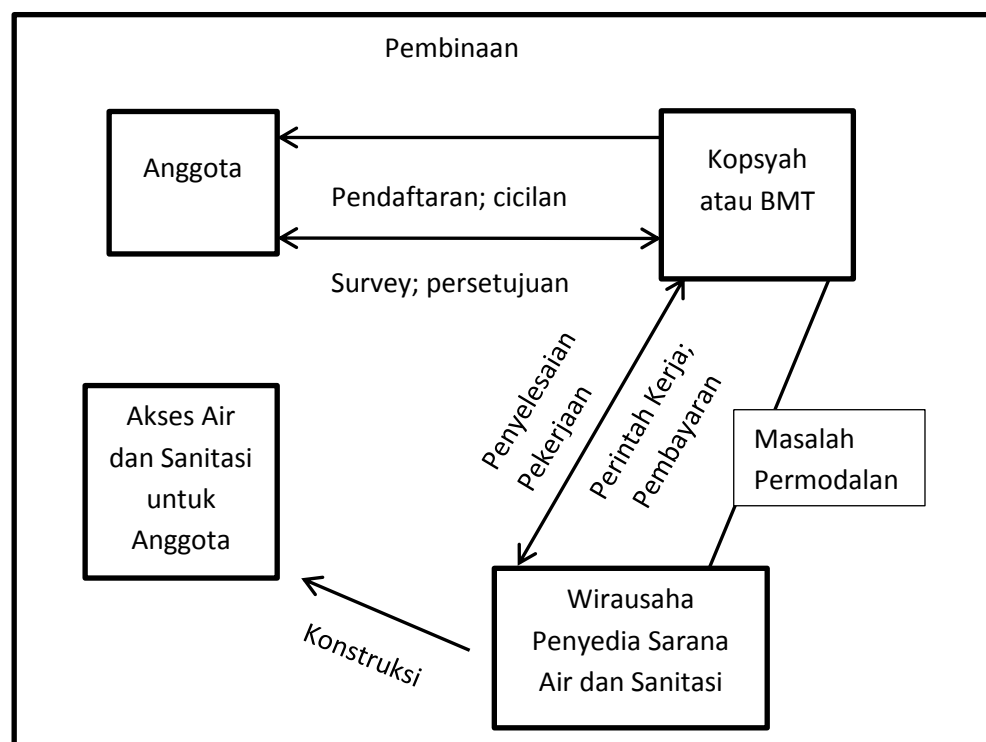 Pembinaan
Anggota
Kopsyah
atau BMT
Pendaftaran; cicilan
Survey; persetujuan
Penyelesaian
Pekerjaan
Perintah Kerja;
Pembayaran
Akses Air
dan Sanitasi
untuk
Anggota
Masalah
Permodalan
Konstruksi
Wirausaha
Penyedia Sarana
Air dan Sanitasi